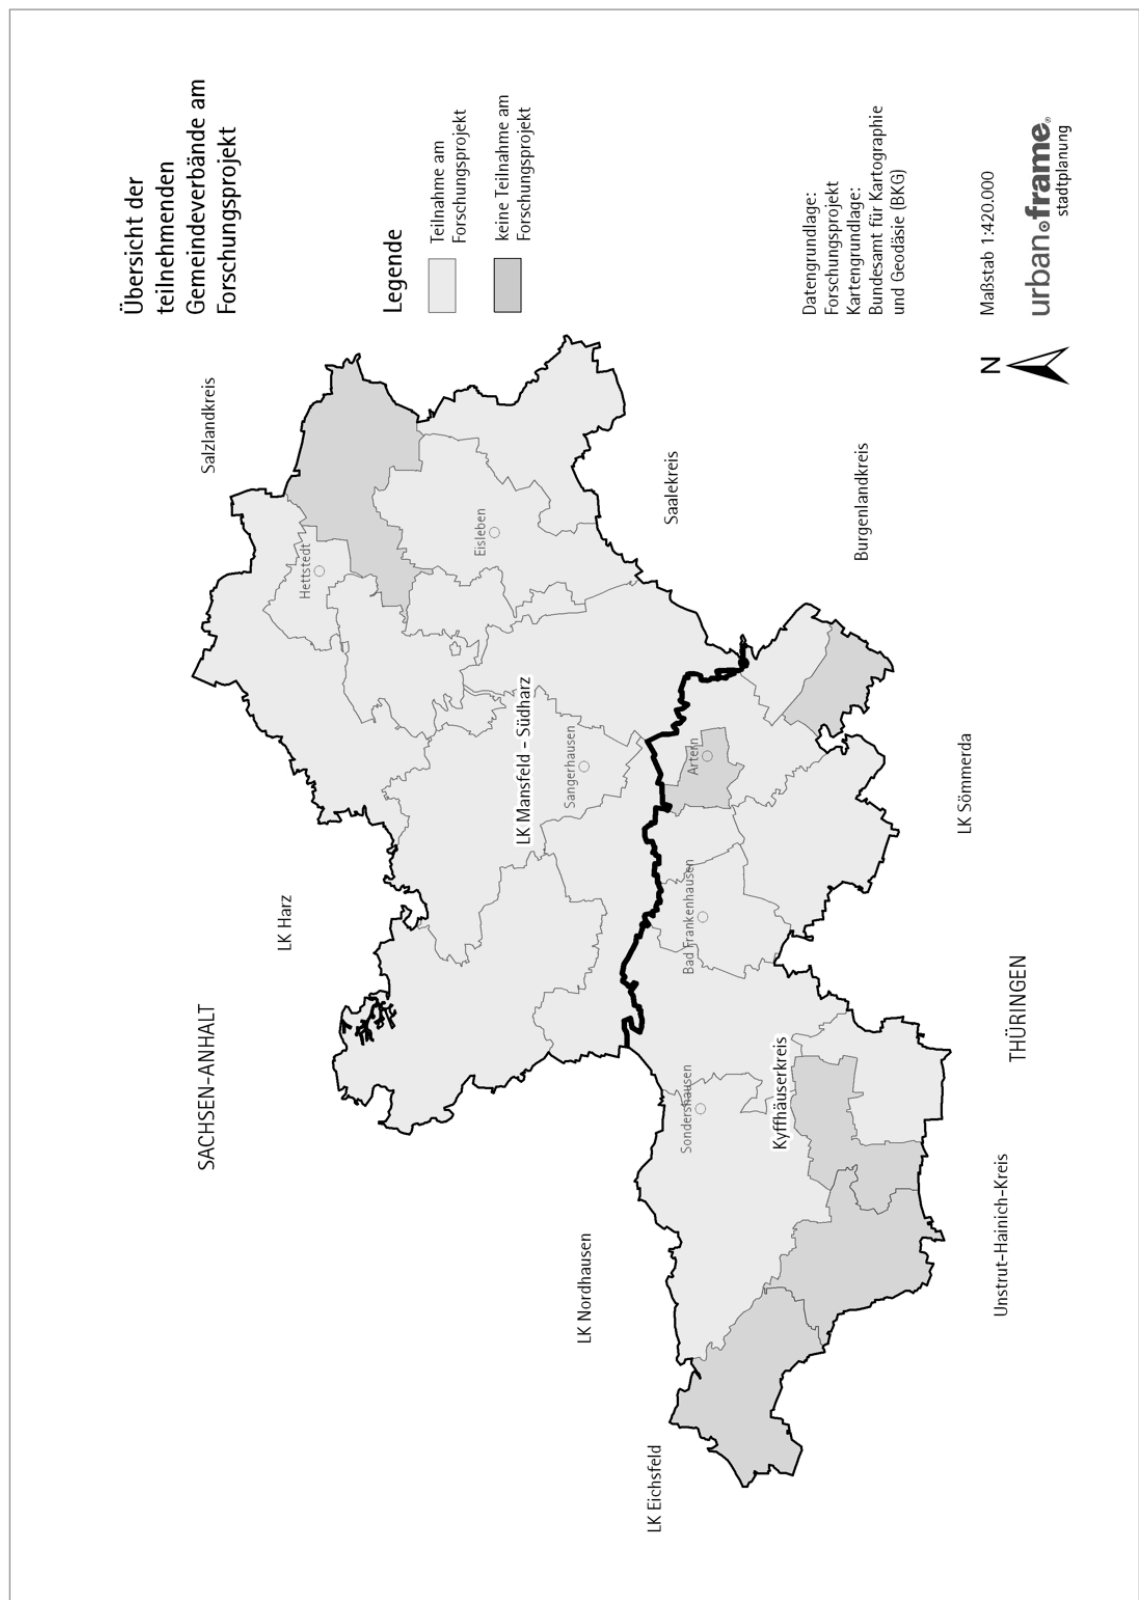 Übersicht der
teilnehmenden
Gemeindeverbände am
Forschungsprojekt
Legende
Teilnahme am
Forschungsprojekt
keine Teilnahme am
Forschungsprojekt
Datengrundlage:
Forschungsprojekt
Kartengrundlage:
Bundesamt für Kartographie
und Geodäsie (BKG)
Maßstab 1:420.000
urban.frame®
stadtplanung
N
SACHSEN-ANHALT
LK Harz
Salzlandkreis
Hettstedt
Eisleben
LK Mansfeld - Südharz
Sangerhausen
Saalekreis
Burgenlandkreis
LK Nordhausen
LK Eichsfeld
Sondershausen
Bad Frankenhausen
Artern
Kyffhäuserkreis
LK Sömmerda
THÜRINGEN
Unstrut-Hainich-Kreis